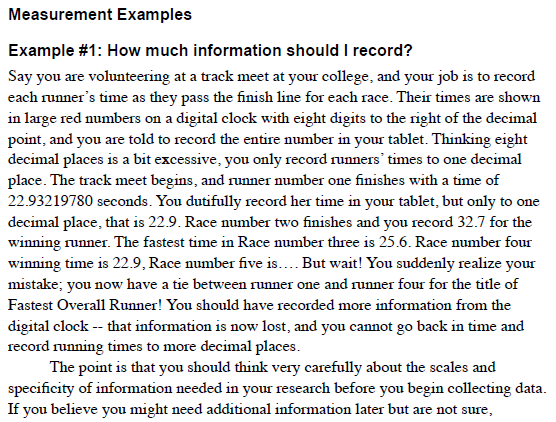 Measurement Examples
Example #1: How much information should I record?
Say you are volunteering at a track meet at your college, and your job is to record
each runner’s time as they pass the finish line for each race. Their times are shown
in large red numbers on a digital clock with eight digits to the right of the decimal
point, and you are told to record the entire number in your tablet. Thinking eight
decimal places is a bit excessive, you only record runners’ times to one decimal
place. The track meet begins, and runner number one finishes with a time of
22.93219780 seconds. You dutifully record her time in your tablet, but only to one
decimal place, that is 22.9. Race number two finishes and you record 32.7 for the
winning runner. The fastest time in Race number three is 25.6. Race number four
winning time is 22.9, Race number five is…. But wait! You suddenly realize your
mistake; you now have a tie between runner one and runner four for the title of
Fastest Overall Runner! You should have recorded more information from the
digital clock -- that information is now lost, and you cannot go back in time and
record running times to more decimal places.
The point is that you should think very carefully about the scales and
specificity of information needed in your research before you begin collecting data.
If you believe you might need additional information later but are not sure,